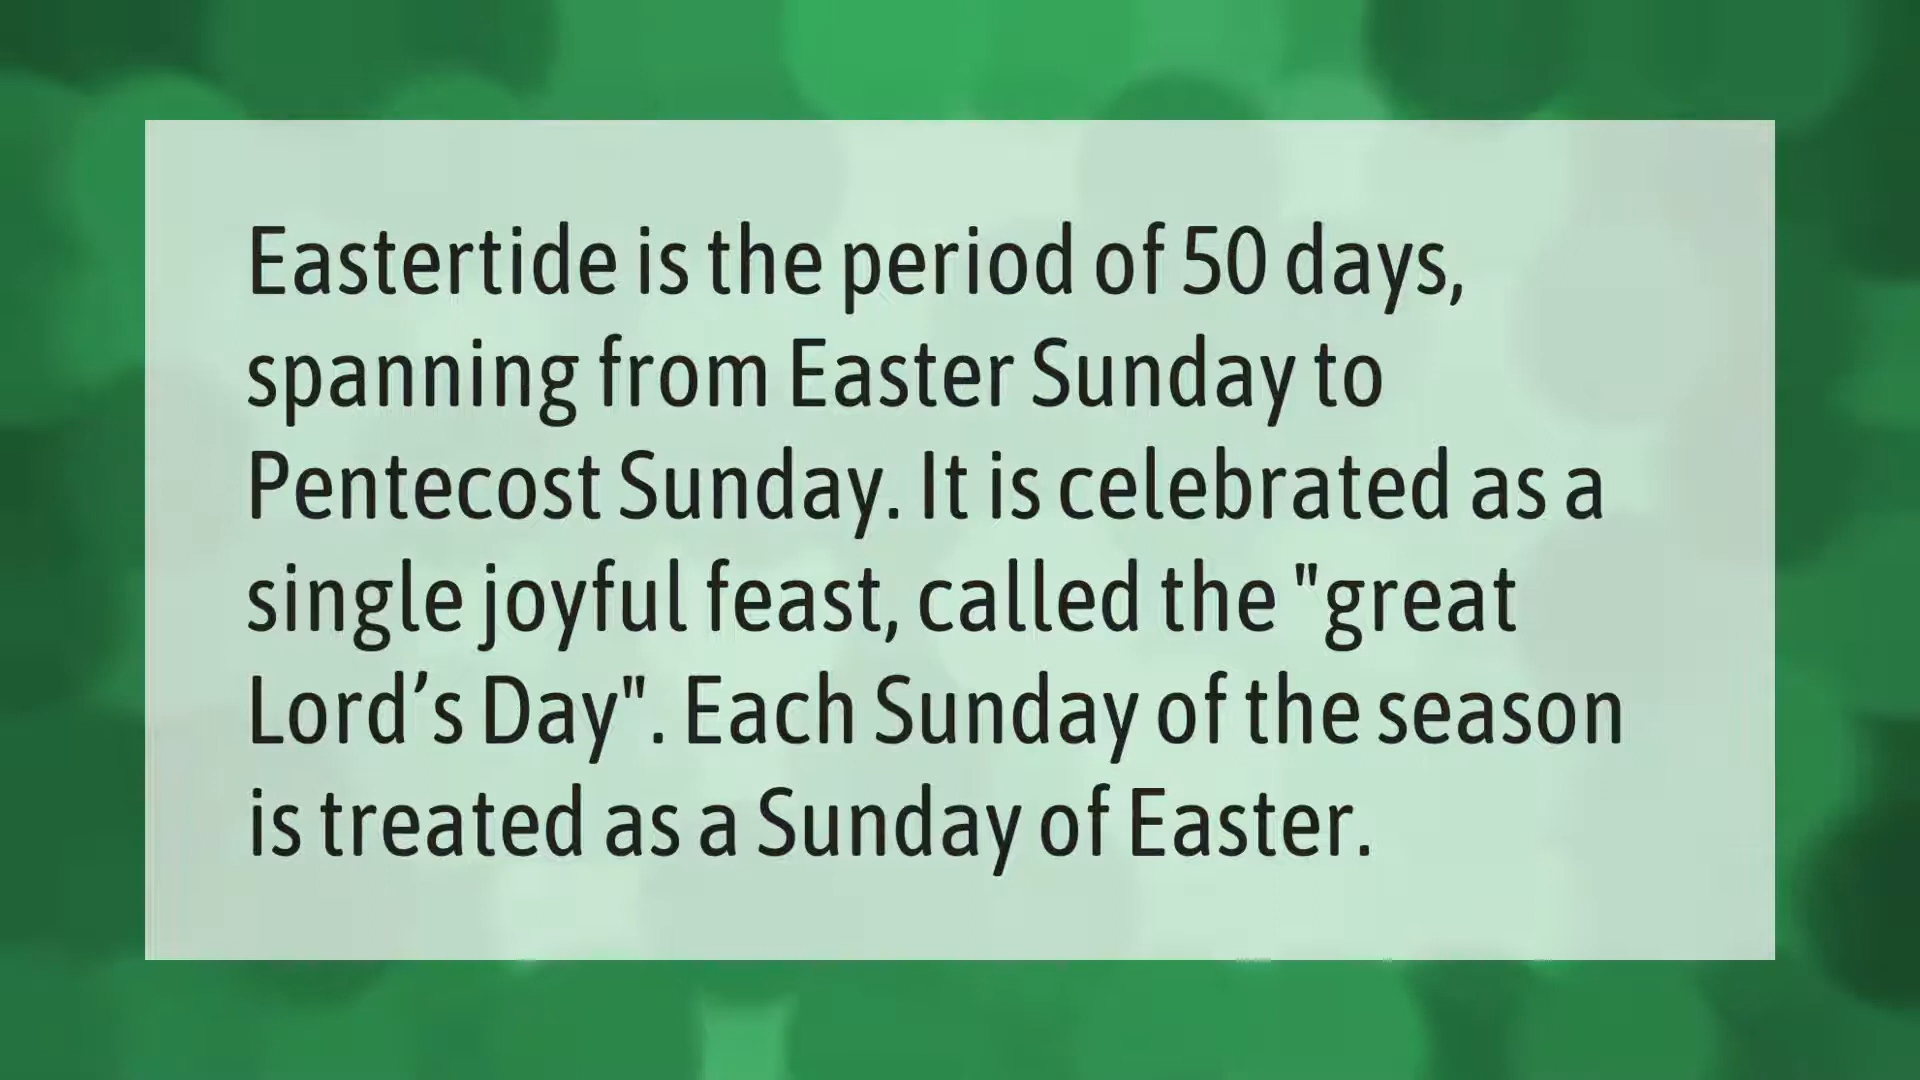 Eastertide is the period of 50 days,
spanning from Easter Sunday to
Pentecost Sunday. It is celebrated as a
single joyful feast, called the "great
Lord’s Day". Each Sunday of the season
is treated as a Sunday of Easter.